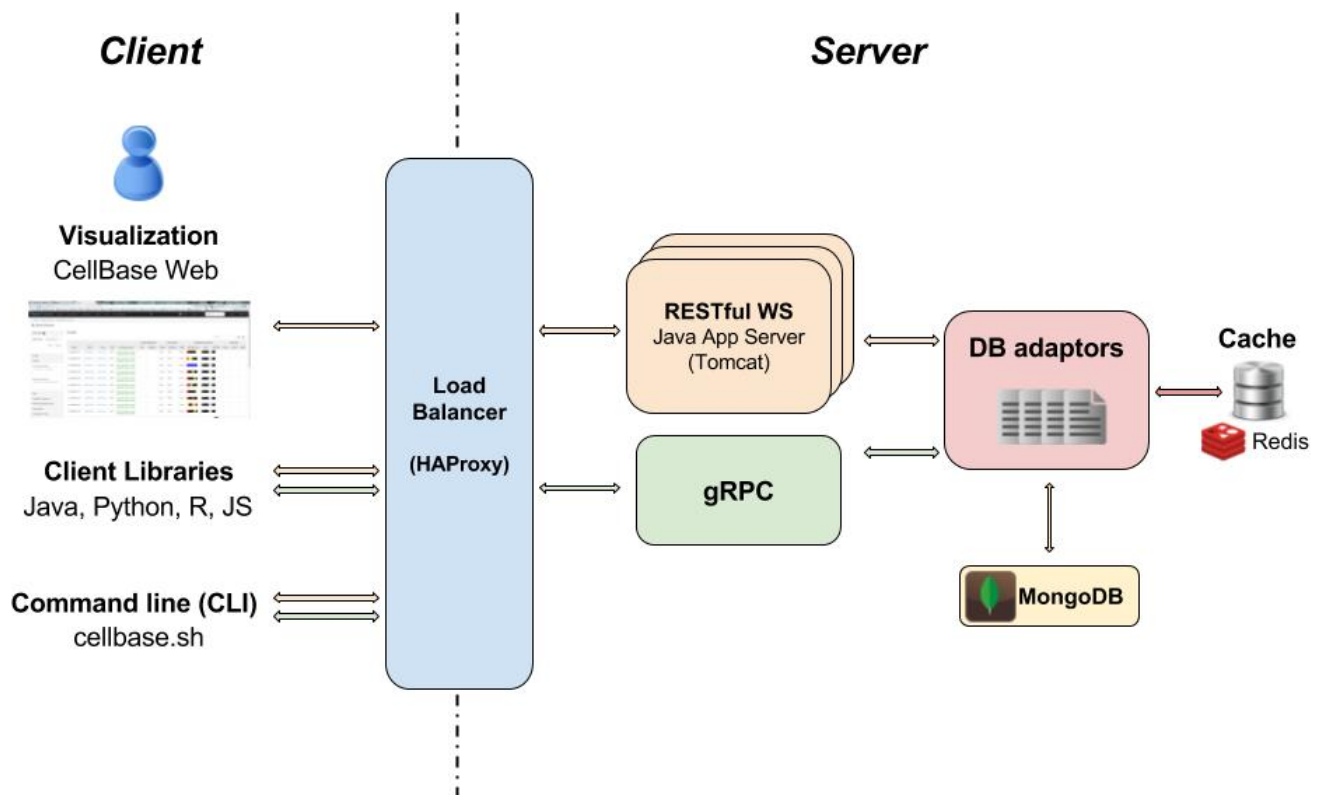 Client
Server
Visualization
CellBase Web
Client Libraries
Java, Python, R, JS
Command line (CLI)
cellbase.sh
Load
Balancer
(HAProxy)
RESTful WS
Java App Server
(Tomcat)
gRPC
DB adaptors
Cache
Redis
MongoDB